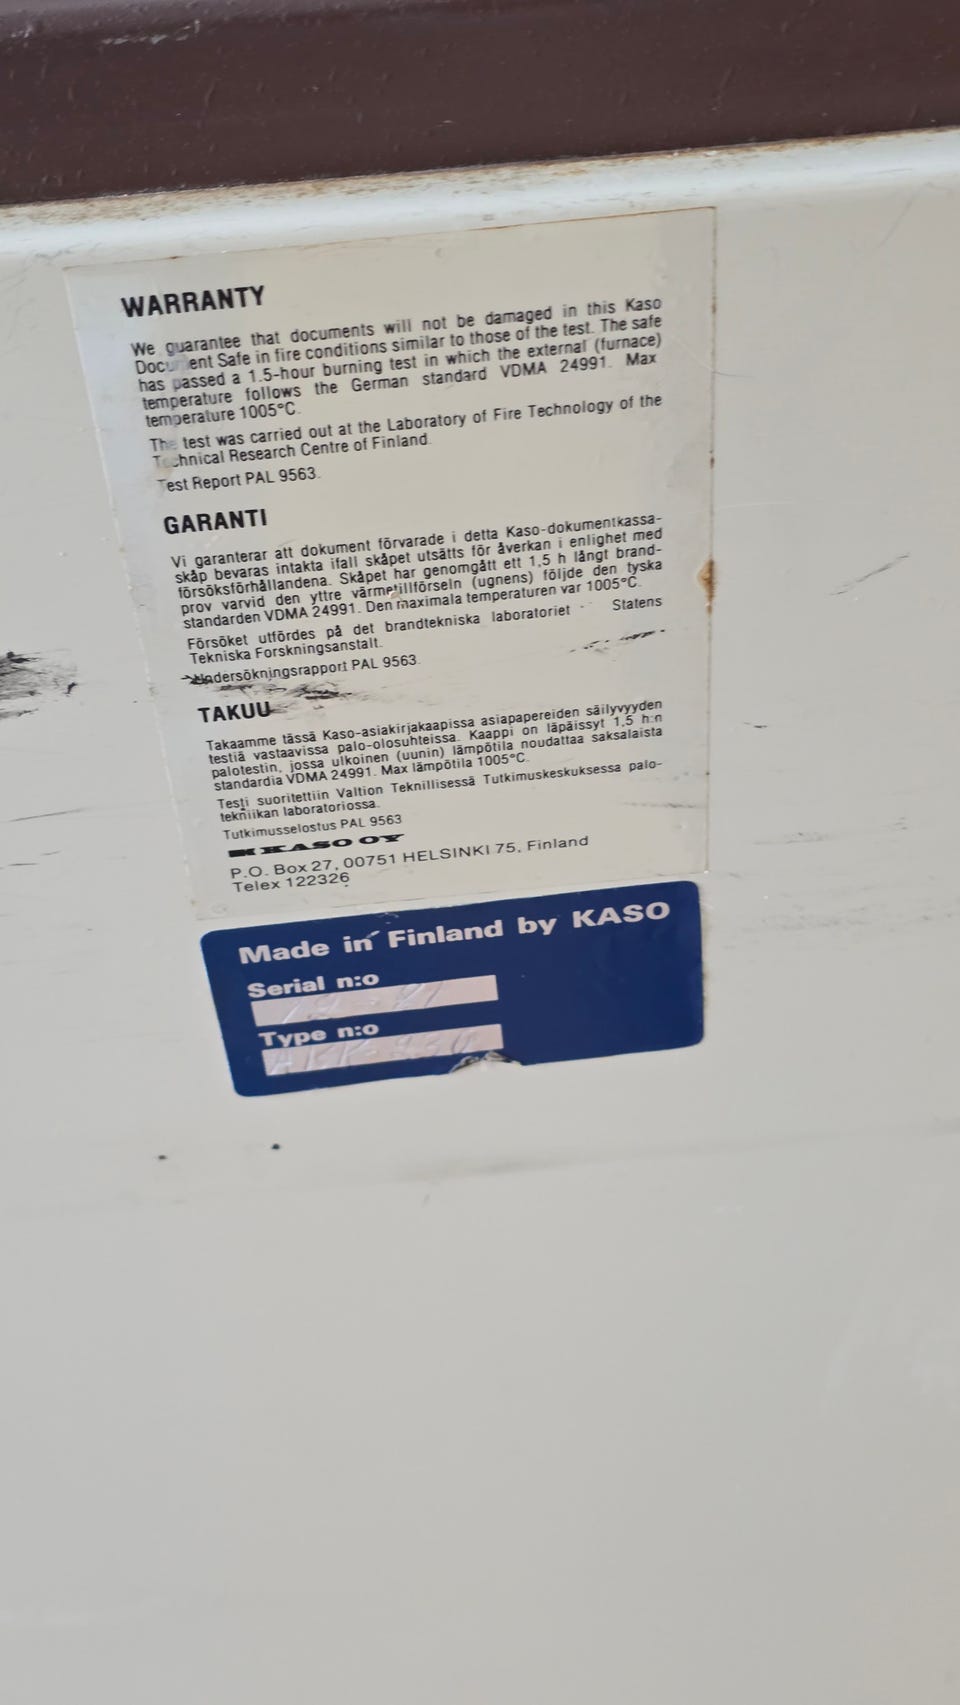 WARRANTY
We guarantee that documents will not be damaged in this Kaso
Document Safe in fire conditions similar to those of the test. The safe
has passed a 1.5-hour burning test in which the external (furnace)
temperature follows the German standard VDMA 24991. Max
temperature 1005°C.
The test was carried out at the Laboratory of Fire Technology of the
Technical Research Centre of Finland.
Test Report PAL 9563.
GARANTI
Vi garanterar att dokument förvarade i detta Kaso-dokumentkassa-
skåp bevaras intakta ifall skåpet utsätts för åverkan i enlighet med
försöksförhållandena. Skåpet har genomgått ett 1,5 h långt brand-
prov varvid den yttre värmetillförseln (ugnens) följde den tyska
standarden VDMA 24991. Den maximala temperaturen var 1005°C.
Försöket utfördes på det brandtekniska laboratoriet Statens
Tekniska Forskningsanstalt.
Undersökningsrapport PAL 9563.
TAKUU
Takaamme tässä Kaso-asiakirjakaapissa asiapapereiden säilyvyyden
testiä vastaavissa palo-olosuhteissa. Kaappi on läpäissyt 1,5 h:n
palotestin, jossa ulkoinen (uunin) lämpötila noudattaa saksalaista
standardia VDMA 24991. Max lämpötila 1005°C.
Testi suoritettiin Valtion Teknillisessä Tutkimuskeskuksessa palo-
tekniikan laboratoriossa.
Tutkimusselostus PAL 9563
KASO OY
P.O. Box 27, 00751 HELSINKI 75, Finland
Telex 122326
Made in Finland by KASO
Serial n:o
Type n:o